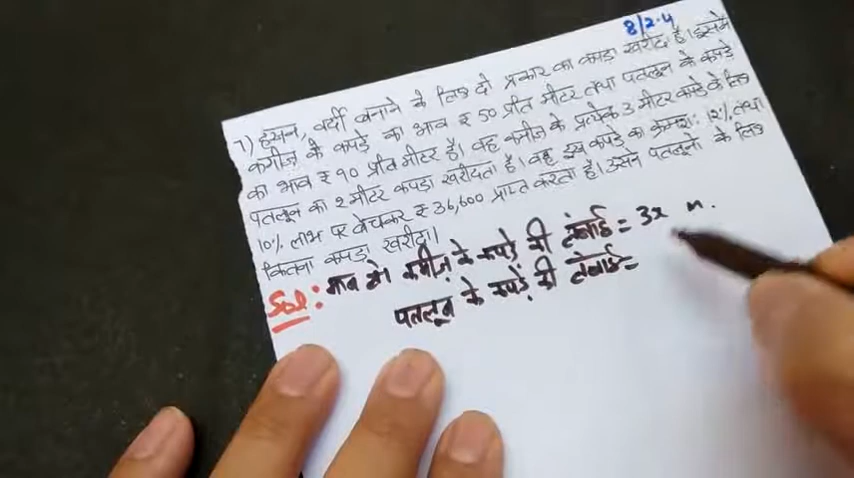 8/2.4
7) हसन, वर्दी बनाने के लिए दो प्रकार का कपड़ा खरीदा है। इसमें
कमीज के कपड़े का भाव ₹ 50 प्रति मीटर तथा पतलून के कपड़े
का भाव ₹ 90 प्रति मीटर है। वह कमीज के प्रत्येक 3 मीटर कपड़े के लिए
पतलून का 2 मीटर कपड़ा खरीदता है। वह इस कपड़े को क्रमशः 12% तथा
10% लाभ पर बेचकर ₹ 36,600 प्राप्त करता है। उसने पतलूनों के लिए
कितना कपड़ा खरीदा।
Sol: माना की कमीज़ के कपड़े की लंबाई = 3x m.
पतलून के कपड़ें की लंबाई =